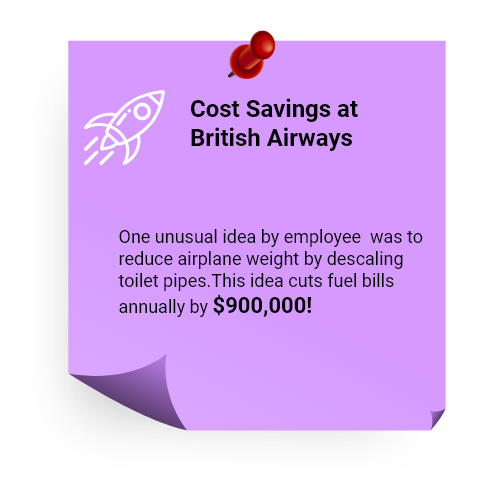 Cost Savings at
British Airways
One unusual idea by employee  was to
reduce airplane weight by descaling
toilet pipes.This idea cuts fuel bills
annually by $900,000!